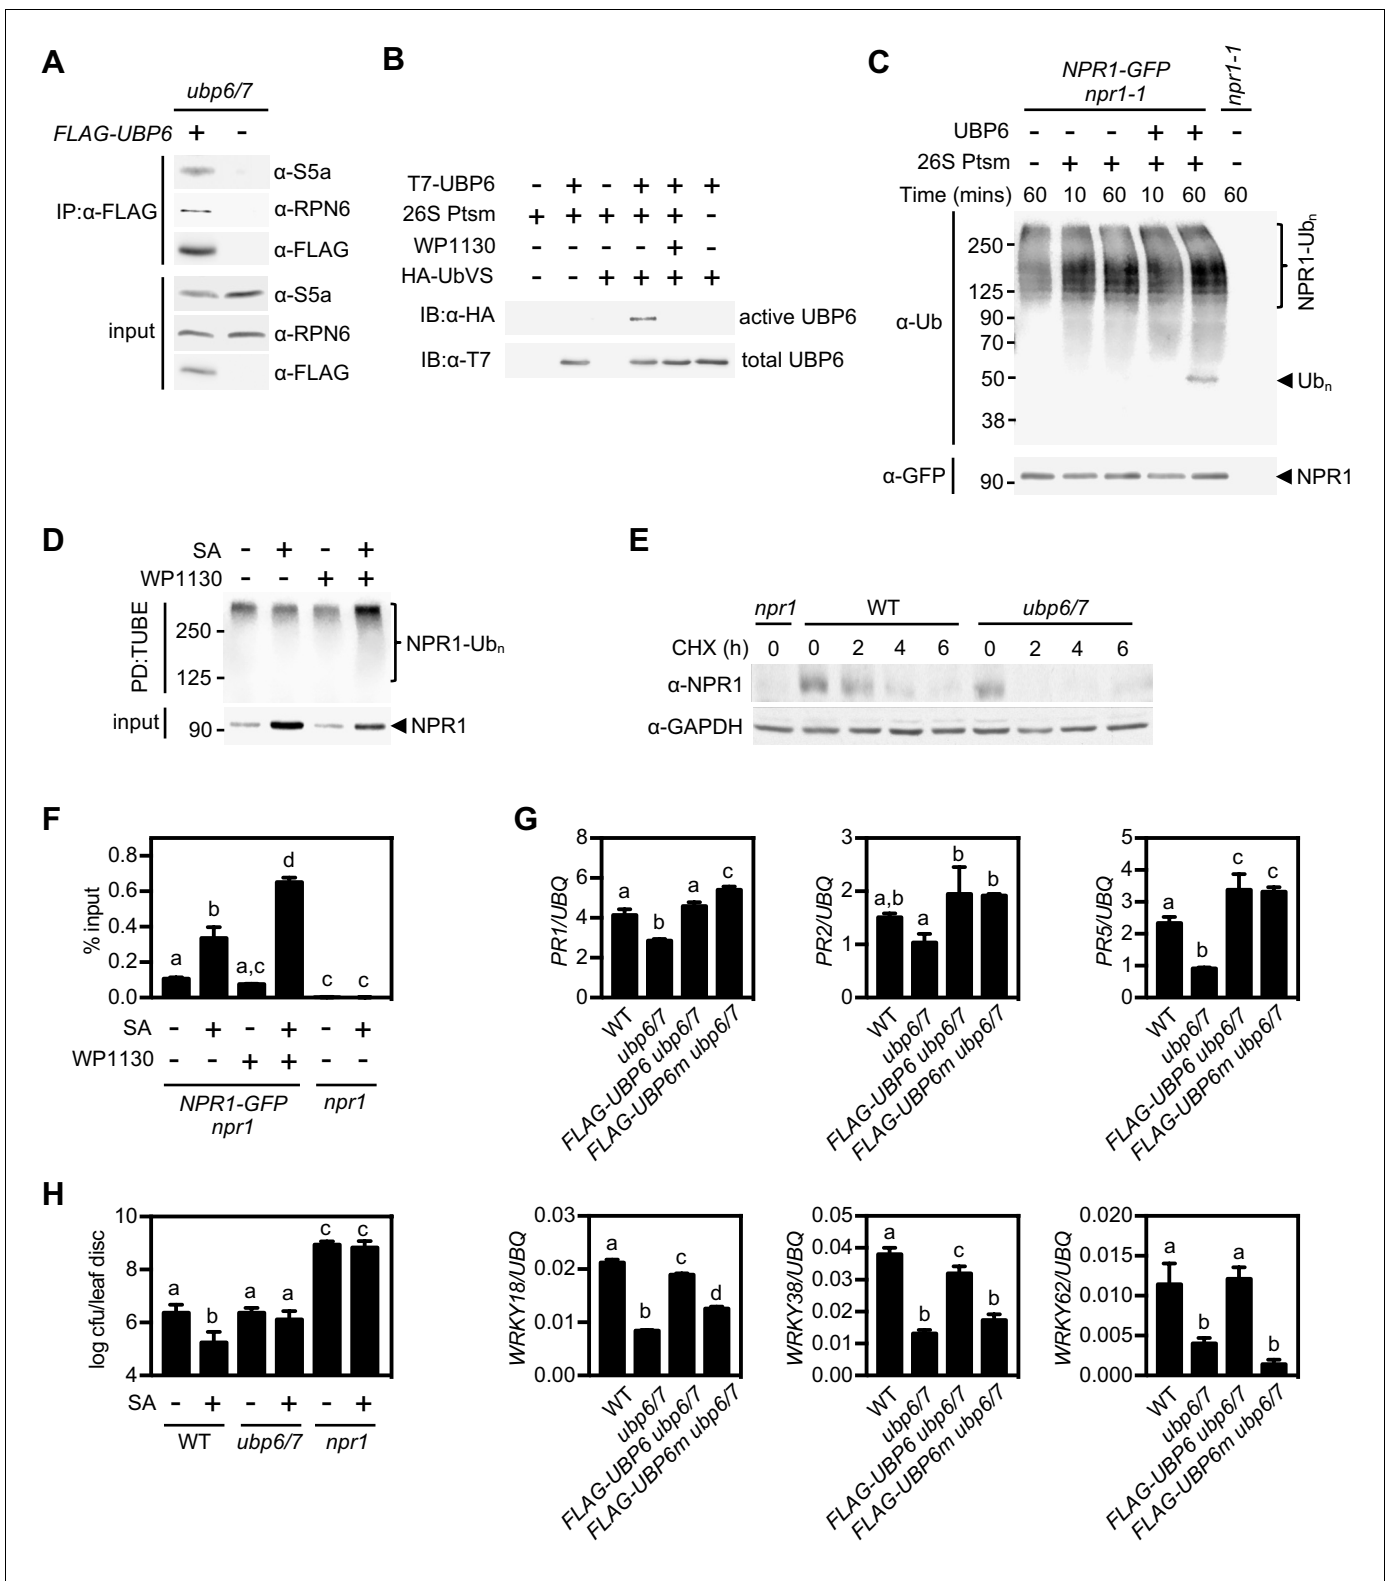 A
ubp6/7
FLAG-UBP6 + -
IP:α-FLAG
α-S5a
α-RPN6
α-FLAG
input
α-S5a
α-RPN6
α-FLAG
B
T7-UBP6 - + - + + +
26S Ptsm + + + + + -
WP1130 - - - - + -
HA-UbVS - - + + + +
IB:α-HA active UBP6
IB:α-T7 total UBP6
C
NPR1-GFP
npr1-1
npr1-1
UBP6 - - - + + -
26S Ptsm - + + + + -
Time (mins) 60 10 60 10 60 60
α-Ub
250
125
90
70
50
38
NPR1-Ubn
Ubn
α-GFP 90 NPR1
D
SA - + - +
WP1130 - - + +
PD:TUBE
250
125
NPR1-Ubn
input 90 NPR1
E
npr1 WT ubp6/7
CHX (h) 0 0 2 4 6 0 2 4 6
α-NPR1
α-GAPDH
F
% input
0.8
0.6
0.4
0.2
0.0
a b a,c d c c
SA - + - + - +
WP1130 - - + + - -
NPR1-GFP
npr1
npr1
G
PR1/UBQ
8
6
4
2
0
a b a c
WT
ubp6/7
FLAG-UBP6 ubp6/7
FLAG-UBP6m ubp6/7
PR2/UBQ
3
2
1
0
a,b a b b
WT
ubp6/7
FLAG-UBP6 ubp6/7
FLAG-UBP6m ubp6/7
PR5/UBQ
5
4
3
2
1
0
a b c c
WT
ubp6/7
FLAG-UBP6 ubp6/7
FLAG-UBP6m ubp6/7
H
log cfu/leaf disc
10
8
6
4
a b a a c c
SA - + - + - +
WT ubp6/7 npr1
WRKY18/UBQ
0.03
0.02
0.01
0.00
a b c d
WT
ubp6/7
FLAG-UBP6 ubp6/7
FLAG-UBP6m ubp6/7
WRKY38/UBQ
0.05
0.04
0.03
0.02
0.01
0.00
a b c b
WT
ubp6/7
FLAG-UBP6 ubp6/7
FLAG-UBP6m ubp6/7
WRKY62/UBQ
0.020
0.015
0.010
0.005
0.000
a b a b
WT
ubp6/7
FLAG-UBP6 ubp6/7
FLAG-UBP6m ubp6/7